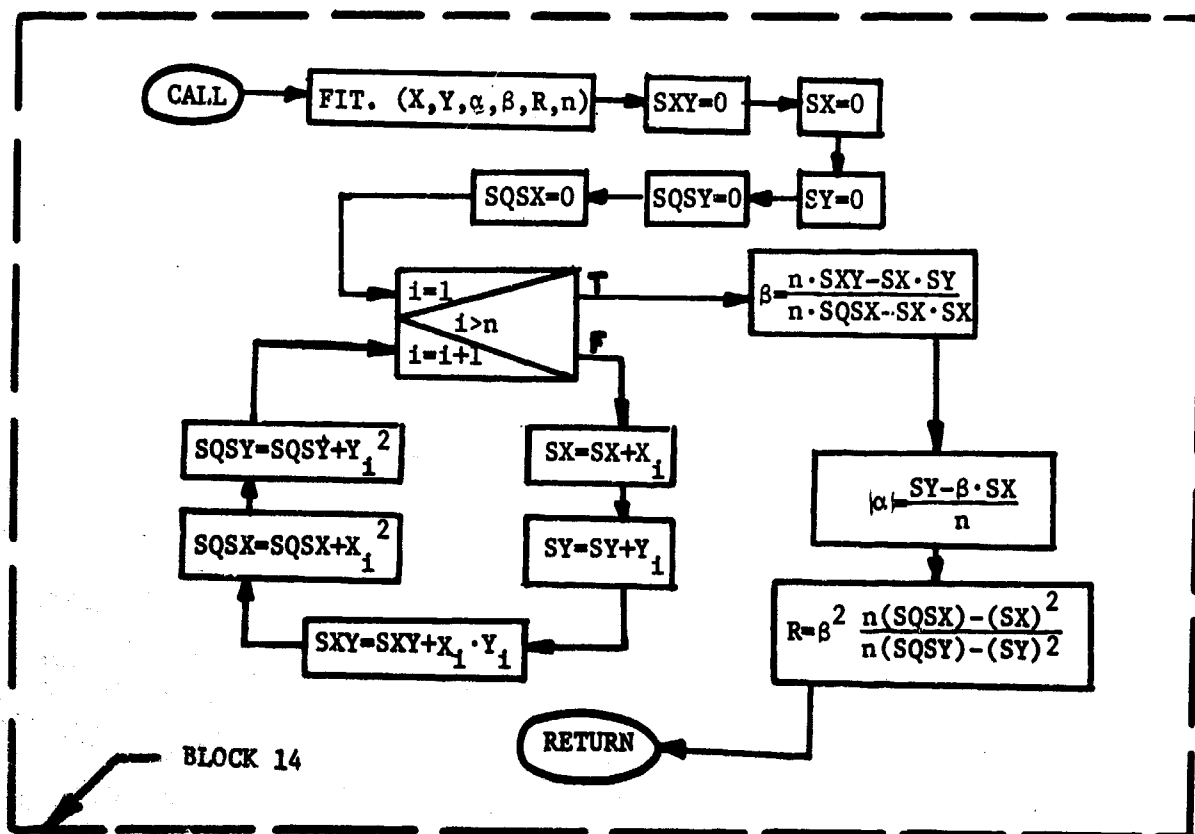 CALL
FIT. (X,Y,α,β,R,n)
SXY=0
SX=0
SY=0
SQSY=0
SQSX=0
i=1
i>n
i=i+1
T
F
SX=SX+X_i
SY=SY+Y_i
SXY=SXY+X_i·Y_i
SQSX=SQSX+X_i^2
SQSY=SQSY+Y_i^2
β=(n·SXY-SX·SY)/(n·SQSX-SX·SX)
|α|=(SY-β·SX)/n
R=β^2 (n(SQSX)-(SX)^2)/(n(SQSY)-(SY)^2)
RETURN
BLOCK 14